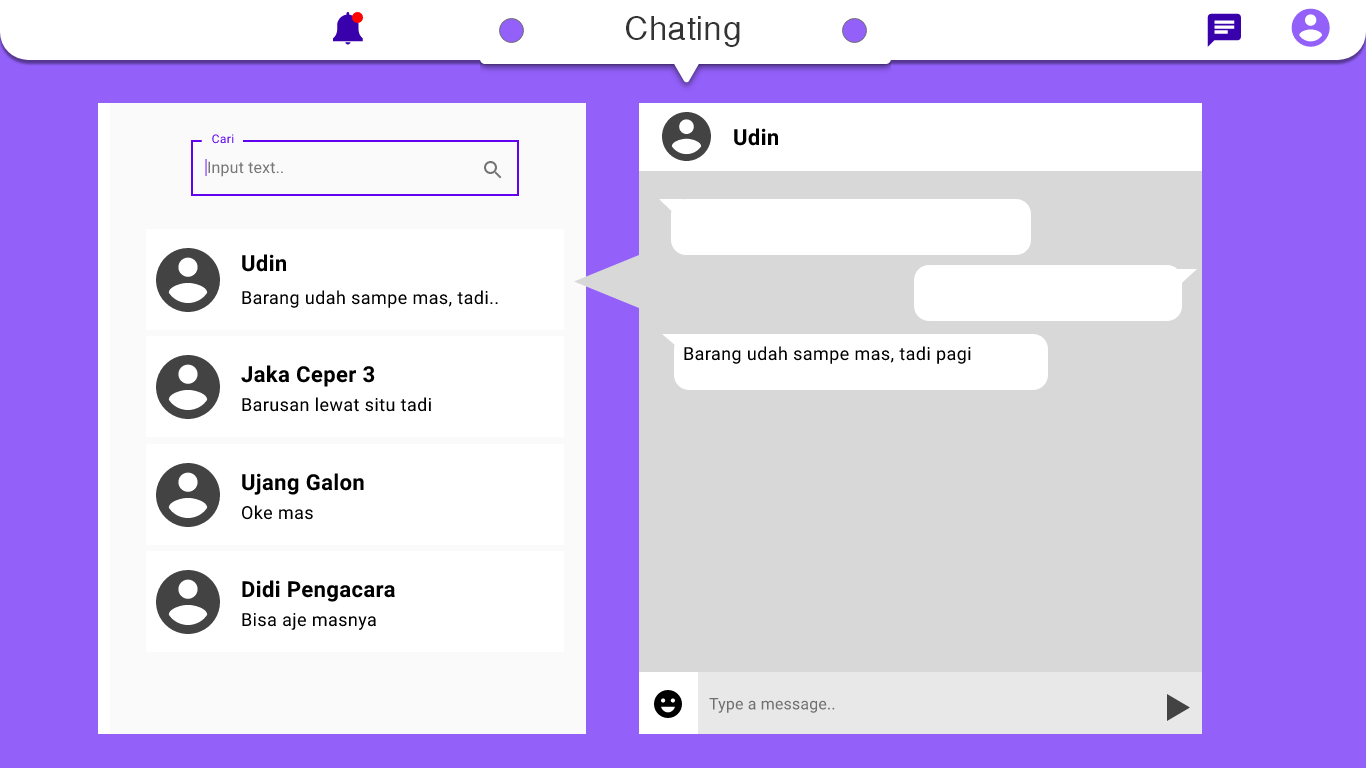 Chating
Cari
Input text..
Udin
Barang udah sampe mas, tadi..
Jaka Ceper 3
Barusan lewat situ tadi
Ujang Galon
Oke mas
Didi Pengacara
Bisa aje masnya
Udin
Barang udah sampe mas, tadi pagi
Type a message..